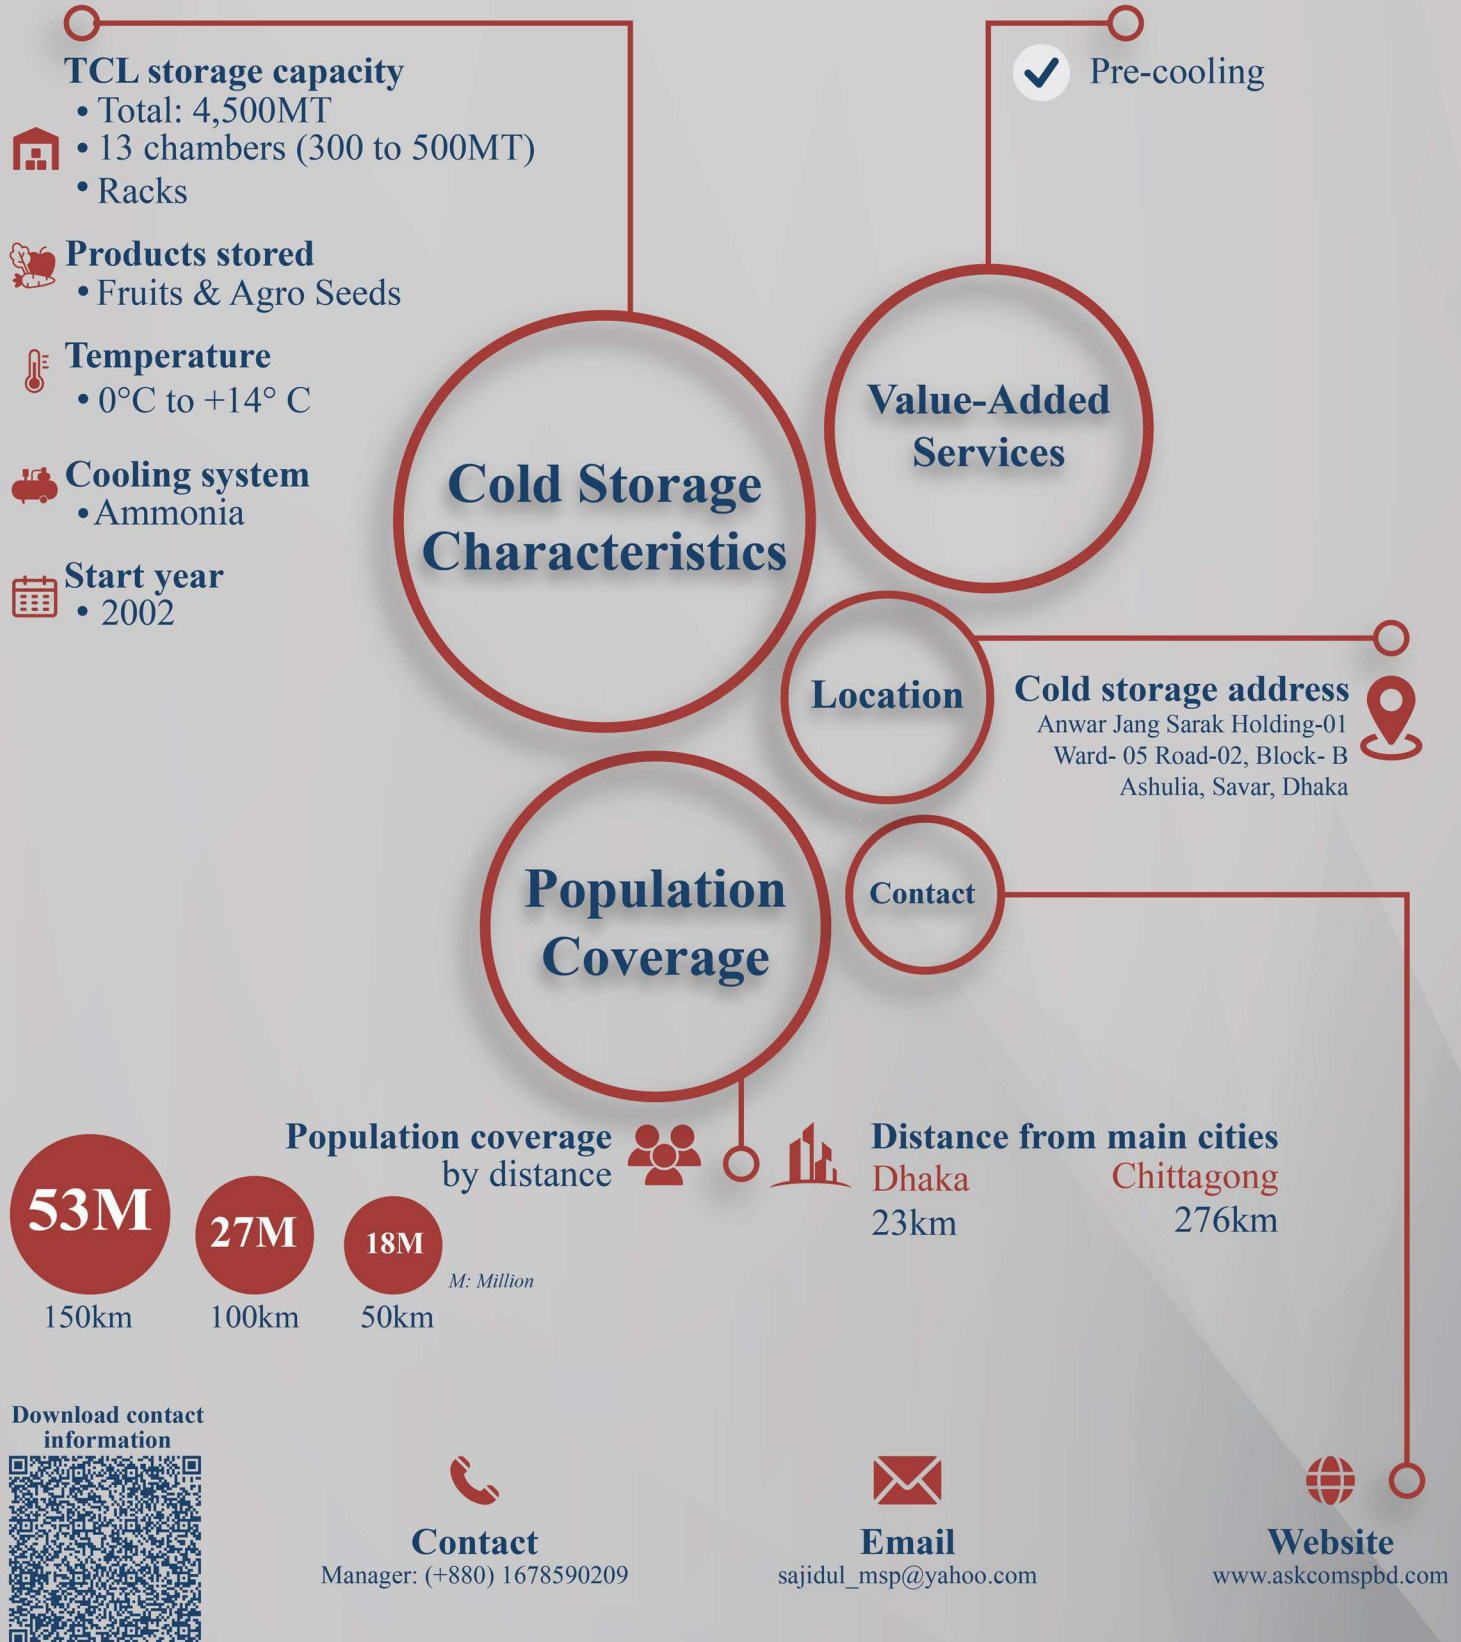 TCL storage capacity
• Total: 4,500MT
• 13 chambers (300 to 500MT)
• Racks
Products stored
• Fruits & Agro Seeds
Temperature
• 0°C to +14° C
Cooling system
• Ammonia
Start year
• 2002
Pre-cooling
Cold Storage
Characteristics
Value-Added
Services
Location
Cold storage address
Anwar Jang Sarak Holding-01
Ward- 05 Road-02, Block- B
Ashulia, Savar, Dhaka
Population
Coverage
Contact
Population coverage
by distance
53M
27M
18M
M: Million
150km
100km
50km
Distance from main cities
Dhaka
Chittagong
23km
276km
Download contact
information
Contact
Manager: (+880) 1678590209
Email
sajidul_msp@yahoo.com
Website
www.askcomspbd.com